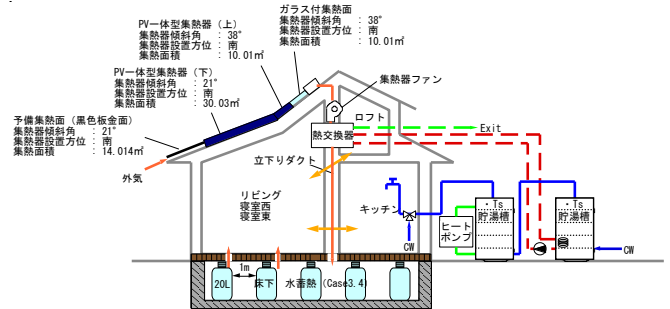 ガラス付集熱面
集熱器傾斜角 : 38°
集熱器設置方位 : 南
集熱面積 : 10.01㎡
PV一体型集熱器（上）
集熱器傾斜角 : 38°
集熱器設置方位 : 南
集熱面積 : 10.01㎡
PV一体型集熱器（下）
集熱器傾斜角 : 21°
集熱器設置方位 : 南
集熱面積 : 30.03㎡
予備集熱面（黒色板金面）
集熱器傾斜角 : 21°
集熱器設置方位 : 南
集熱面積 : 14.014㎡
外気
集熱器ファン
ロフト
熱交換器
Exit
立下りダクト
リビング
寝室西
寝室東
キッチン
CW
ヒート
ポンプ
・Ts
貯湯槽
・Ts
貯湯槽
CW
1m
20L
床下
水蓄熱 (Case3.4)